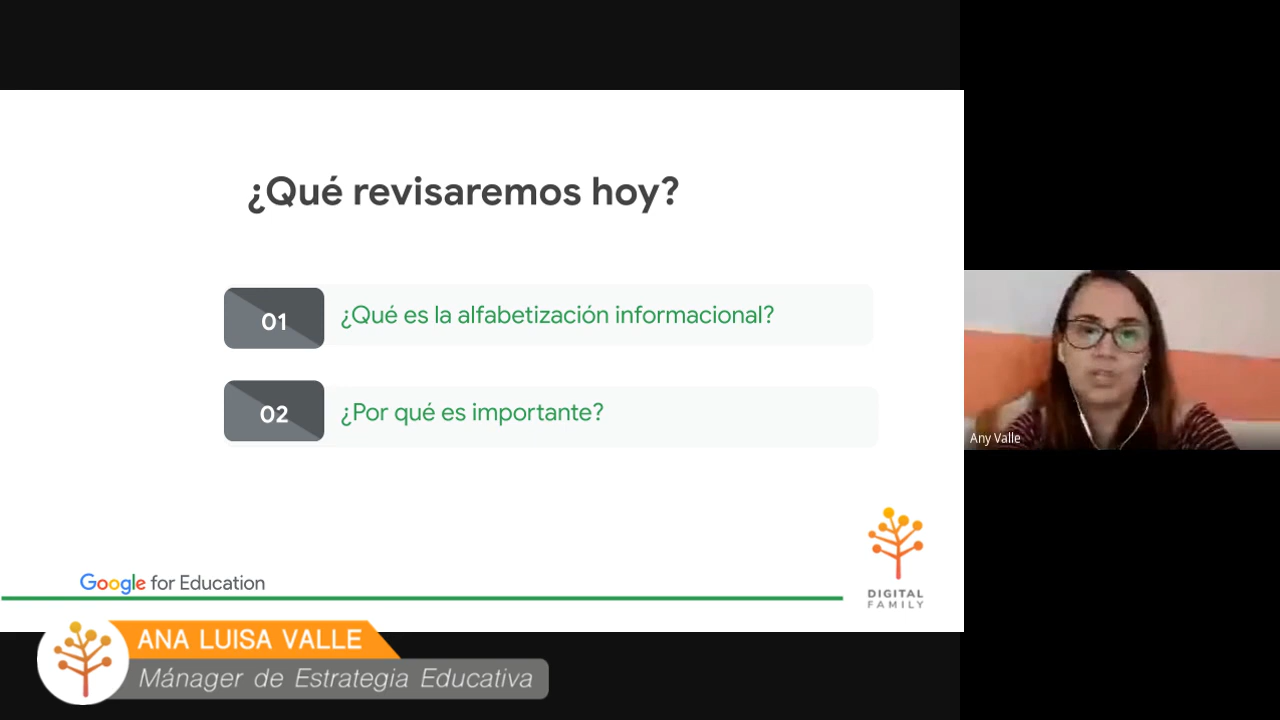 ¿Qué revisaremos hoy?
01 ¿Qué es la alfabetización informacional?
02 ¿Por qué es importante?
Any Valle
Google for Education
DIGITAL
FAMILY
ANA LUISA VALLE
Mánager de Estrategia Educativa